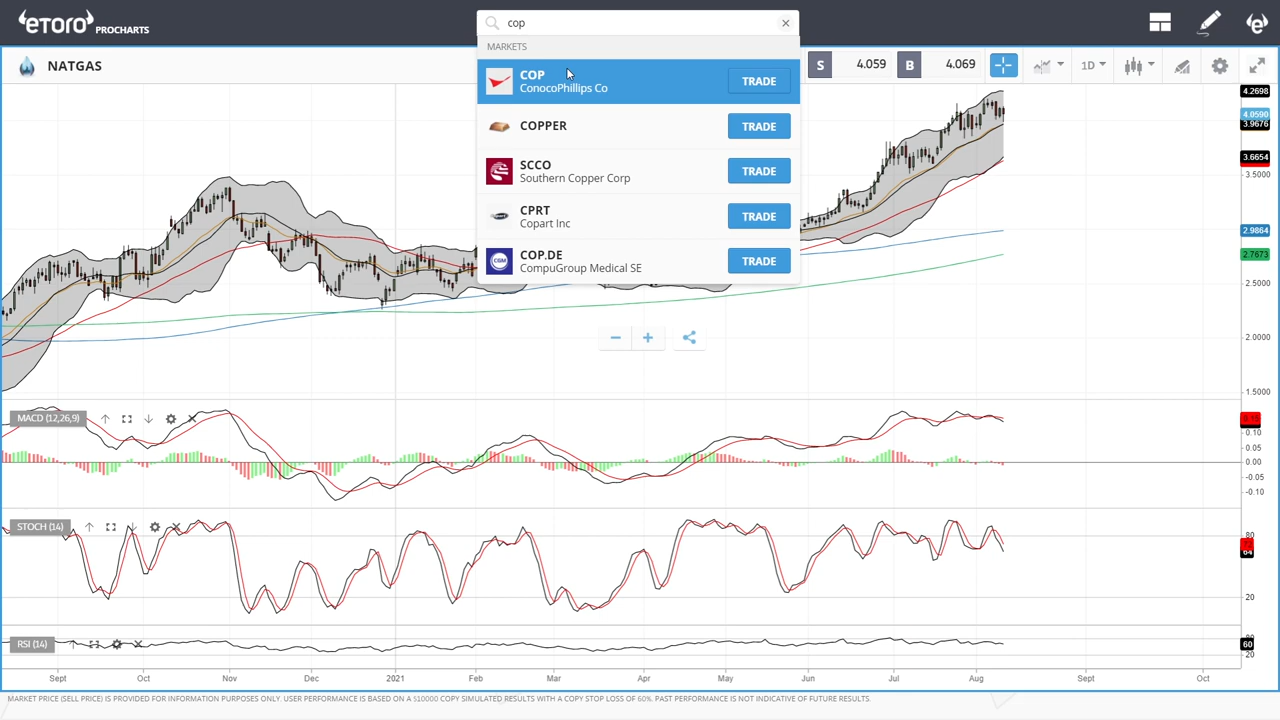 etoro PROCHARTS
cop
MARKETS
COP
ConocoPhillips Co
TRADE
COPPER
TRADE
SCCO
Southern Copper Corp
TRADE
CPRT
Copart Inc
TRADE
COP.DE
CompuGroup Medical SE
CGM
TRADE
NATGAS
S 4.059 B 4.069
1D
4.2698
4.0590
3.9676
3.6654
3.5000
2.9864
2.7673
2.5000
2.0000
1.5000
MACD (12,26,9)
0.15
0.10
0.05
0.00
-0.05
-0.10
STOCH (14)
80
64
20
RSI (14)
60
20
Sept Oct Nov Dec 2021 Feb Mar Apr May Jun Jul Aug Sept Oct
MARKET PRICE (SELL PRICE) IS PROVIDED FOR INFORMATION PURPOSES ONLY. USER PERFORMANCE IS BASED ON A $10000 COPY SIMULATED RESULTS WITH A COPY STOP LOSS OF 60%. PAST PERFORMANCE IS NOT INDICATIVE OF FUTURE RESULTS.